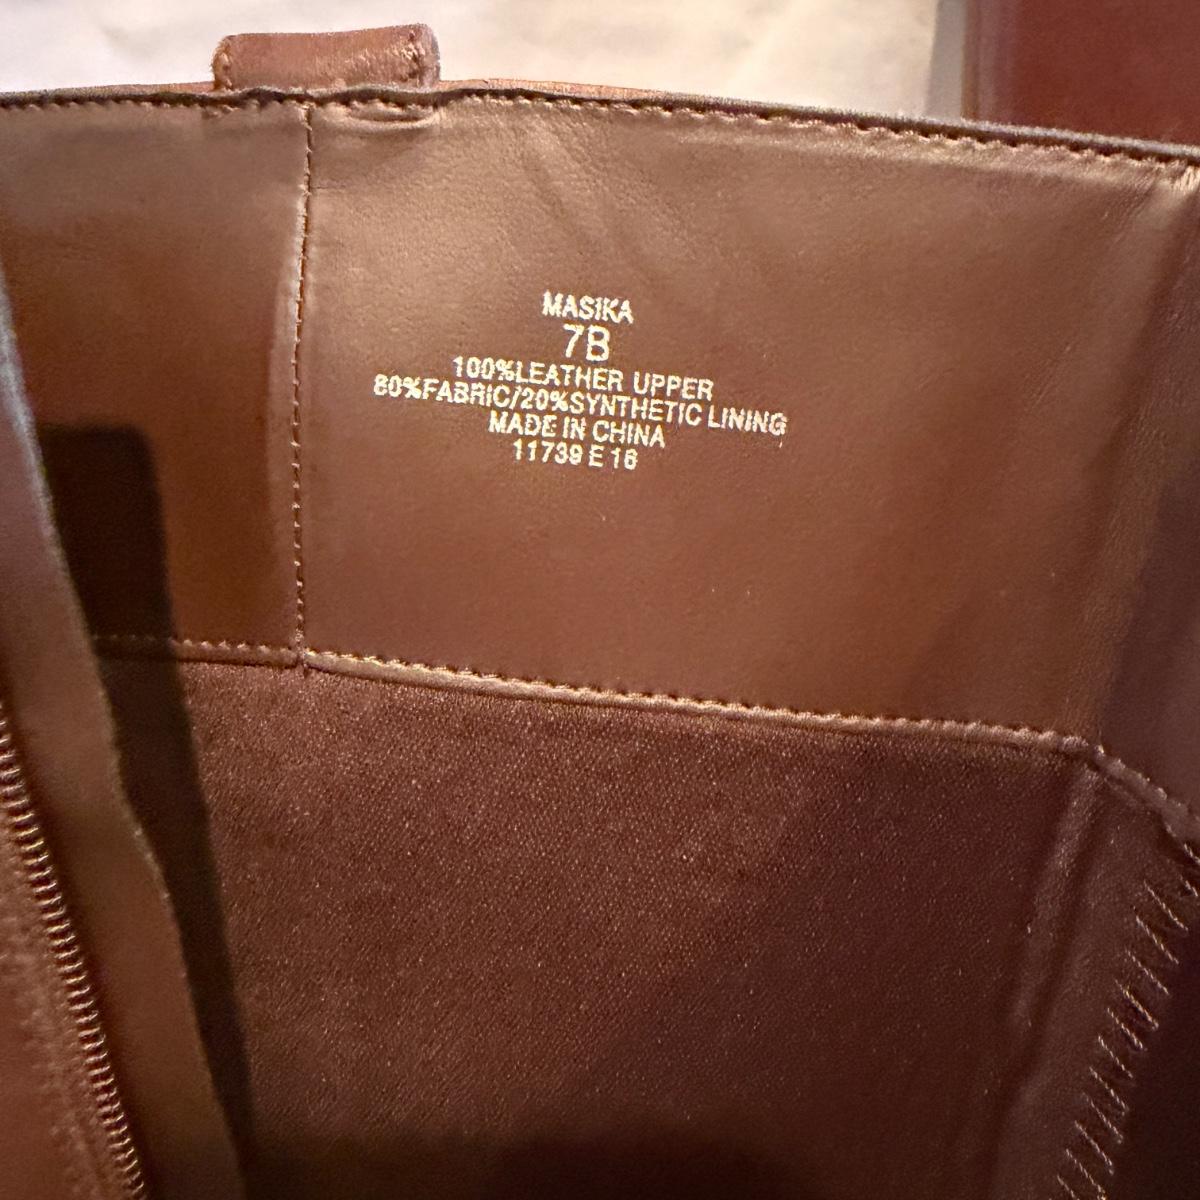 MASIKA
7B
100%LEATHER UPPER
80%FABRIC/20%SYNTHETIC LINING
MADE IN CHINA
11739 E 16